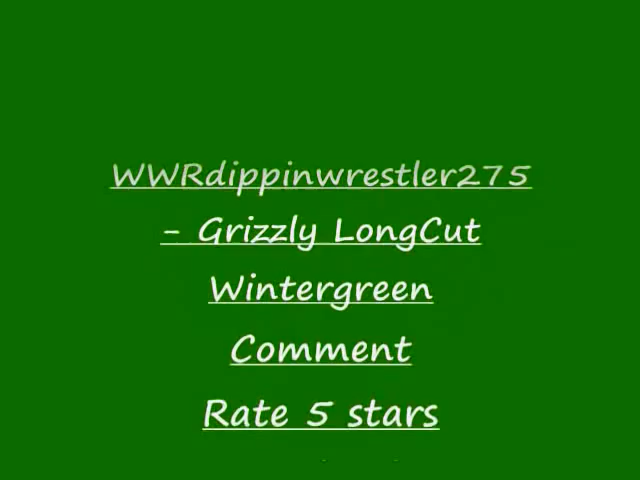 WWRdippinwrestler275
- Grizzly LongCut
Wintergreen
Comment
Rate 5 stars